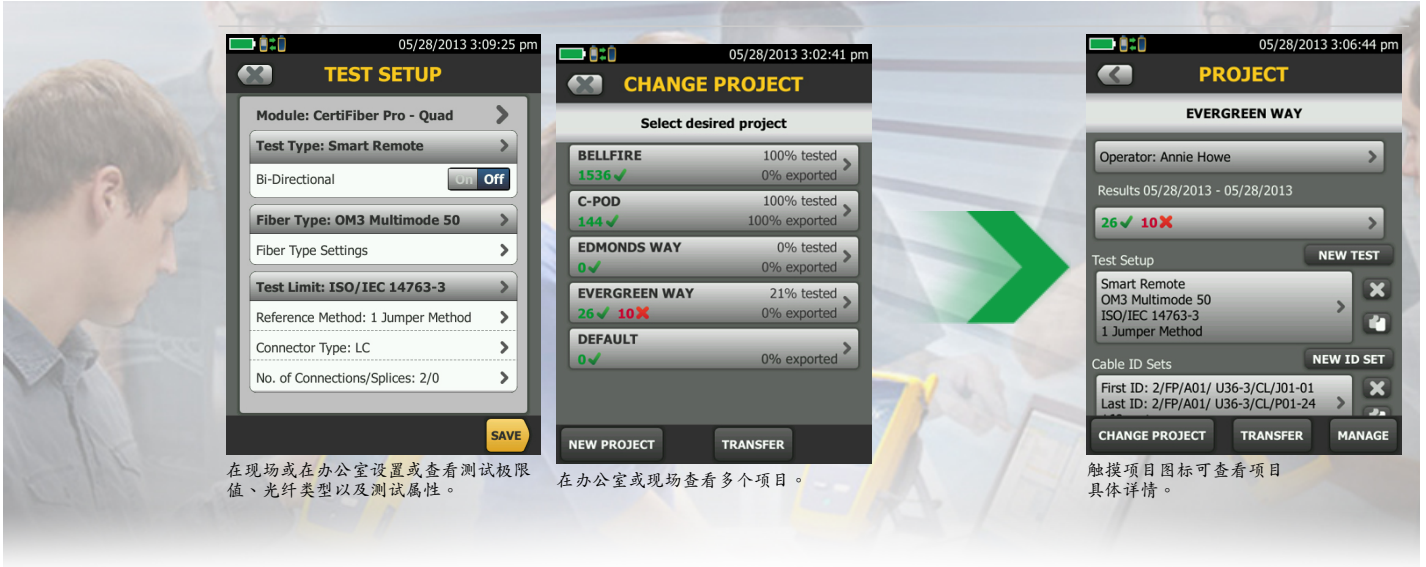 05/28/2013 3:09:25 pm
TEST SETUP
Module: CertiFiber Pro - Quad
Test Type: Smart Remote
Bi-Directional On Off
Fiber Type: OM3 Multimode 50
Fiber Type Settings
Test Limit: ISO/IEC 14763-3
Reference Method: 1 Jumper Method
Connector Type: LC
No. of Connections/Splices: 2/0
SAVE
在现场或在办公室设置或查看测试极限
值、光纤类型以及测试属性。
05/28/2013 3:02:41 pm
CHANGE PROJECT
Select desired project
BELLFIRE 100% tested
1536 0% exported
C-POD 100% tested
144 100% exported
EDMONDS WAY 0% tested
0 0% exported
EVERGREEN WAY 21% tested
26 10 0% exported
DEFAULT
0 0% exported
NEW PROJECT TRANSFER
在办公室或现场查看多个项目。
05/28/2013 3:06:44 pm
PROJECT
EVERGREEN WAY
Operator: Annie Howe
Results 05/28/2013 - 05/28/2013
26 10
Test Setup NEW TEST
Smart Remote
OM3 Multimode 50
ISO/IEC 14763-3
1 Jumper Method
Cable ID Sets NEW ID SET
First ID: 2/FP/A01/ U36-3/CL/J01-01
Last ID: 2/FP/A01/ U36-3/CL/P01-24
CHANGE PROJECT TRANSFER MANAGE
触摸项目图标可查看项目
具体详情。